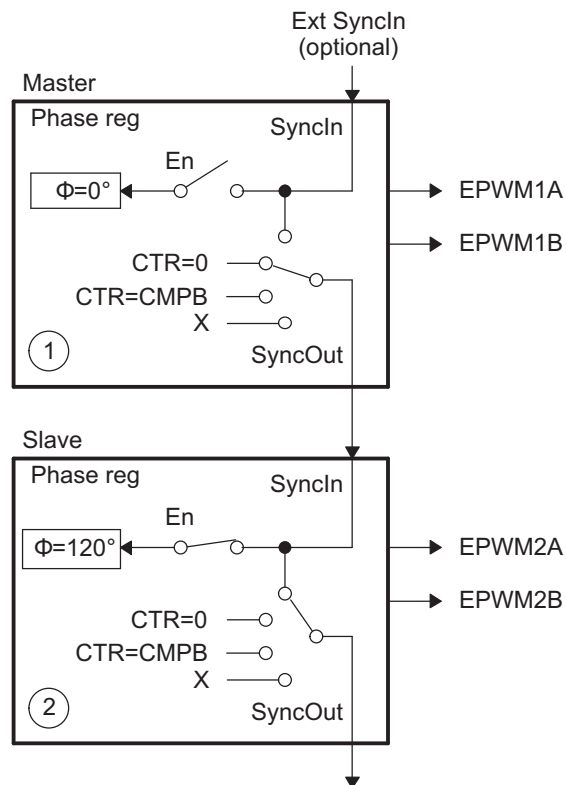 Ext SyncIn
(optional)
Master
Phase reg
SyncIn
En
Φ=0°
EPWM1A
EPWM1B
CTR=0
CTR=CMPB
X
1
SyncOut
Slave
Phase reg
SyncIn
En
Φ=120°
EPWM2A
EPWM2B
CTR=0
CTR=CMPB
X
2
SyncOut